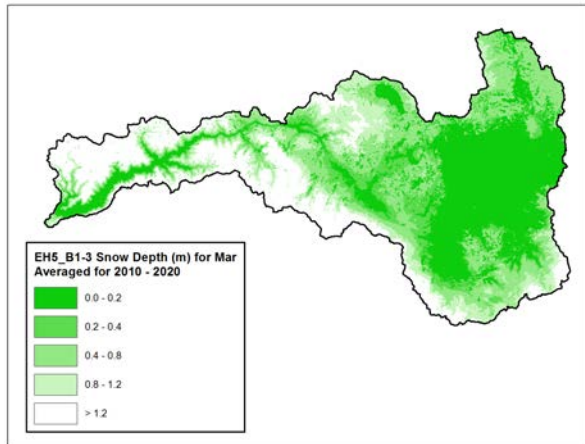 EH5_B1-3 Snow Depth (m) for Mar
Averaged for 2010 - 2020
0.0 - 0.2
0.2 - 0.4
0.4 - 0.8
0.8 - 1.2
> 1.2